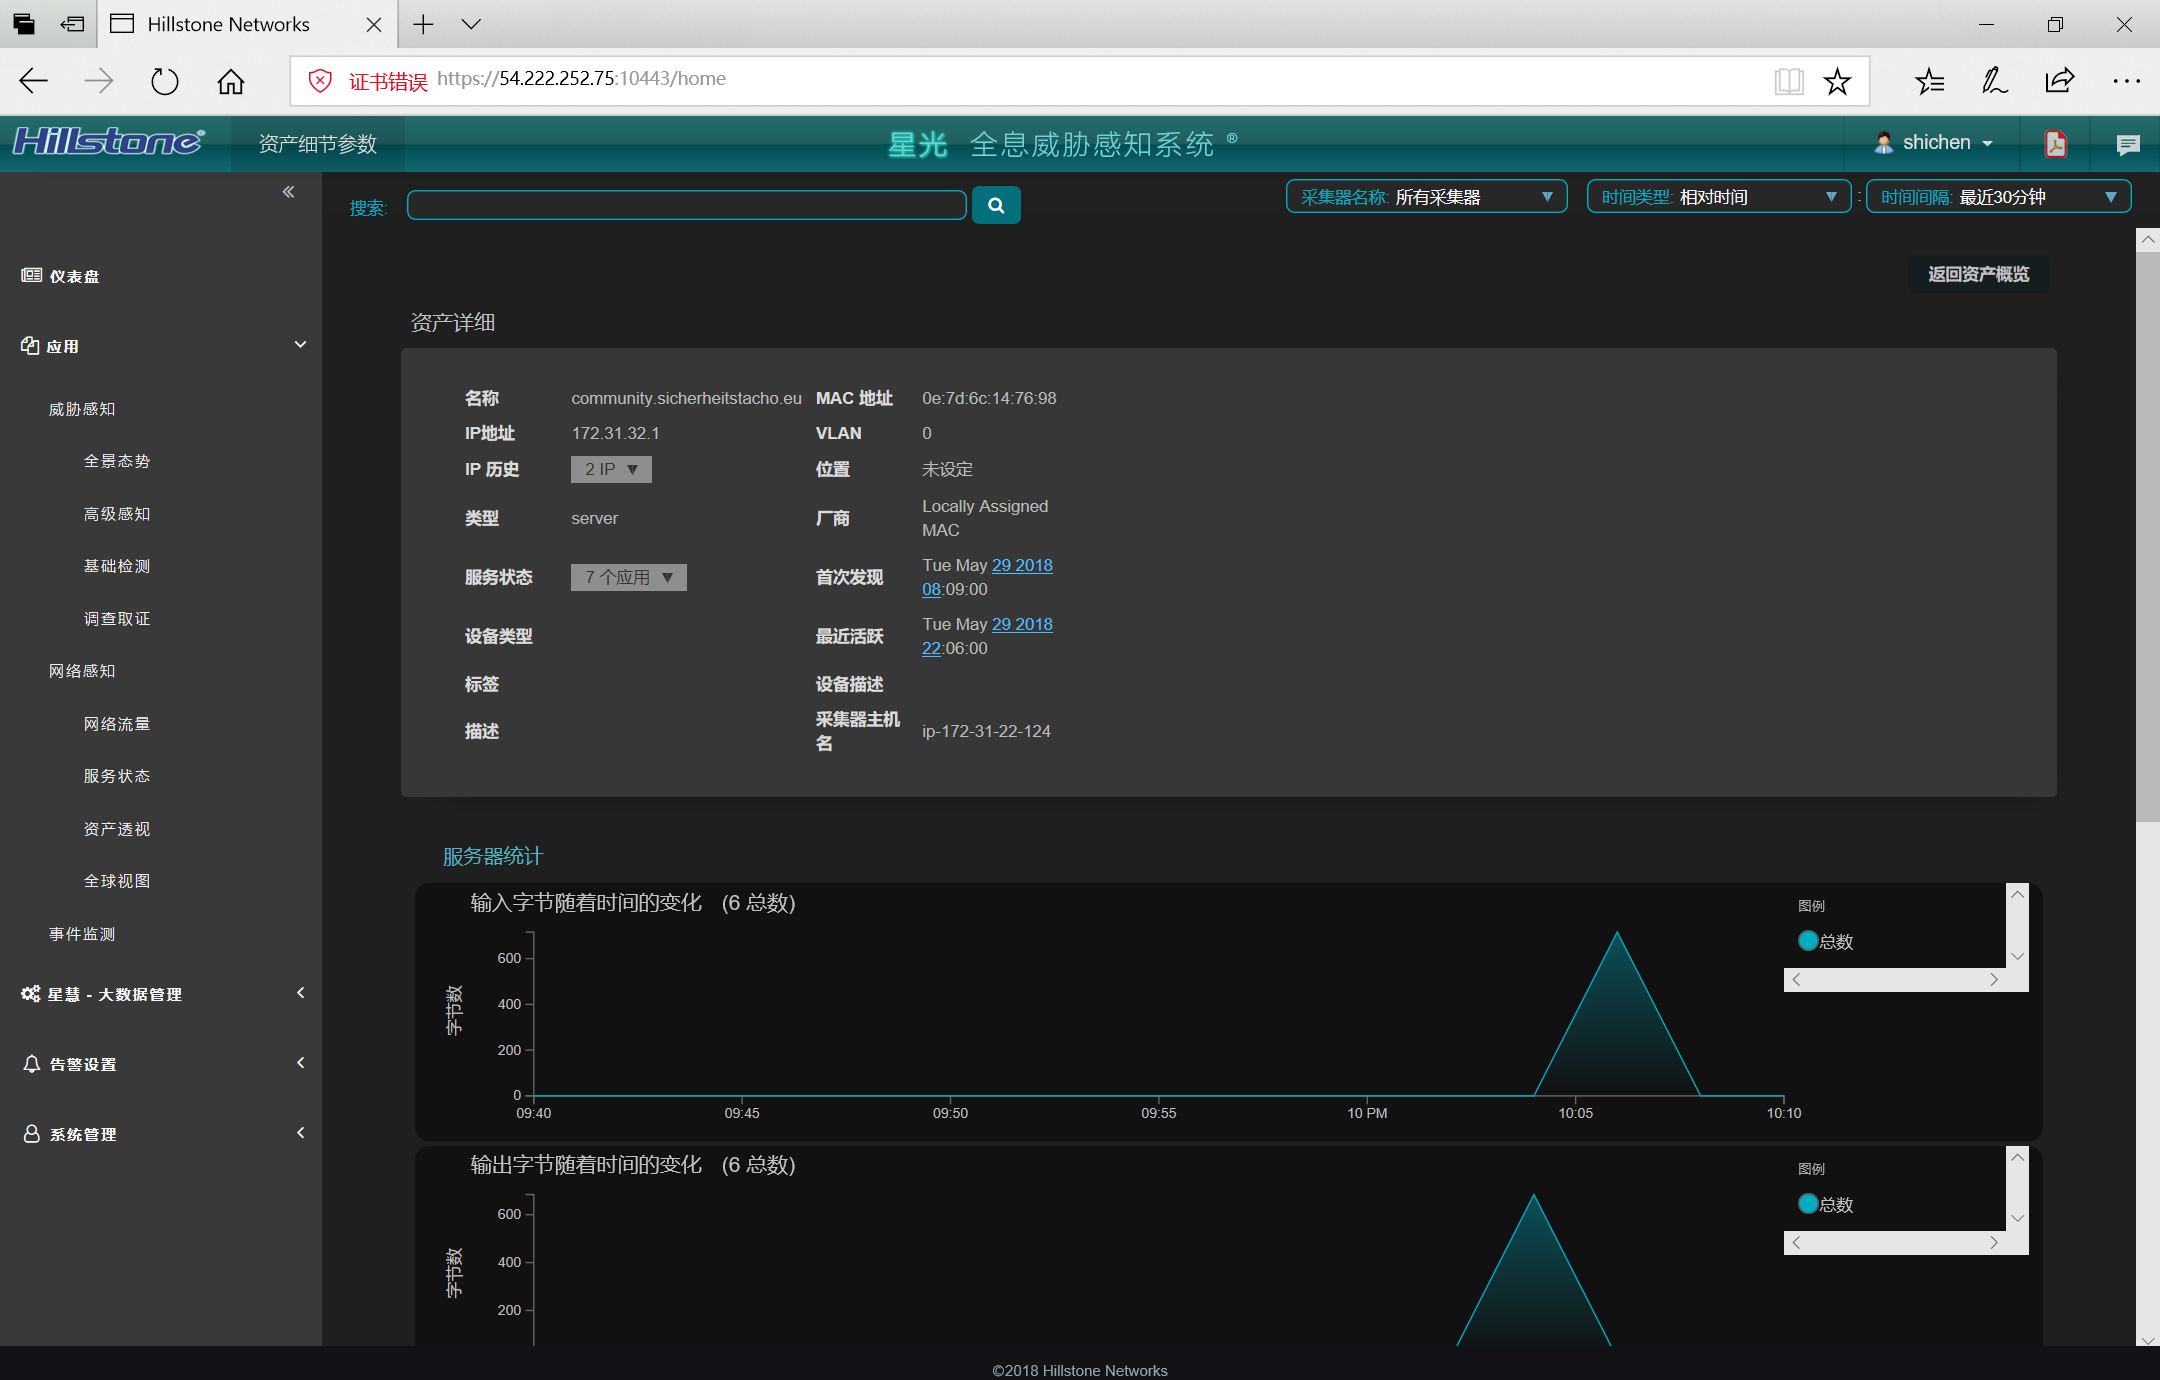 Hillstone Networks
证书错误 https://54.222.252.75:10443/home
Hillstone®
资产细节参数
星光 全息威胁感知系统 ®
shichen
搜索:
采集器名称: 所有采集器
时间类型: 相对时间
:
时间间隔: 最近30分钟
仪表盘
应用
威胁感知
全景态势
高级感知
基础检测
调查取证
网络感知
网络流量
服务状态
资产透视
全球视图
事件监测
星慧 - 大数据管理
告警设置
系统管理
返回资产概览
资产详细
名称 community.sicherheitstacho.eu MAC 地址 0e:7d:6c:14:76:98
IP地址 172.31.32.1 VLAN 0
IP 历史 2 IP ▼ 位置 未设定
类型 server 厂商 Locally Assigned
MAC
服务状态 7 个应用 ▼ 首次发现 Tue May 29 2018
08:09:00
设备类型 最近活跃 Tue May 29 2018
22:06:00
标签 设备描述
描述 采集器主机
名 ip-172-31-22-124
服务器统计
输入字节随着时间的变化 (6 总数)
图例
总数
字节数
600
400
200
0
09:40 09:45 09:50 09:55 10 PM 10:05 10:10
输出字节随着时间的变化 (6 总数)
图例
总数
字节数
600
400
200
©2018 Hillstone Networks